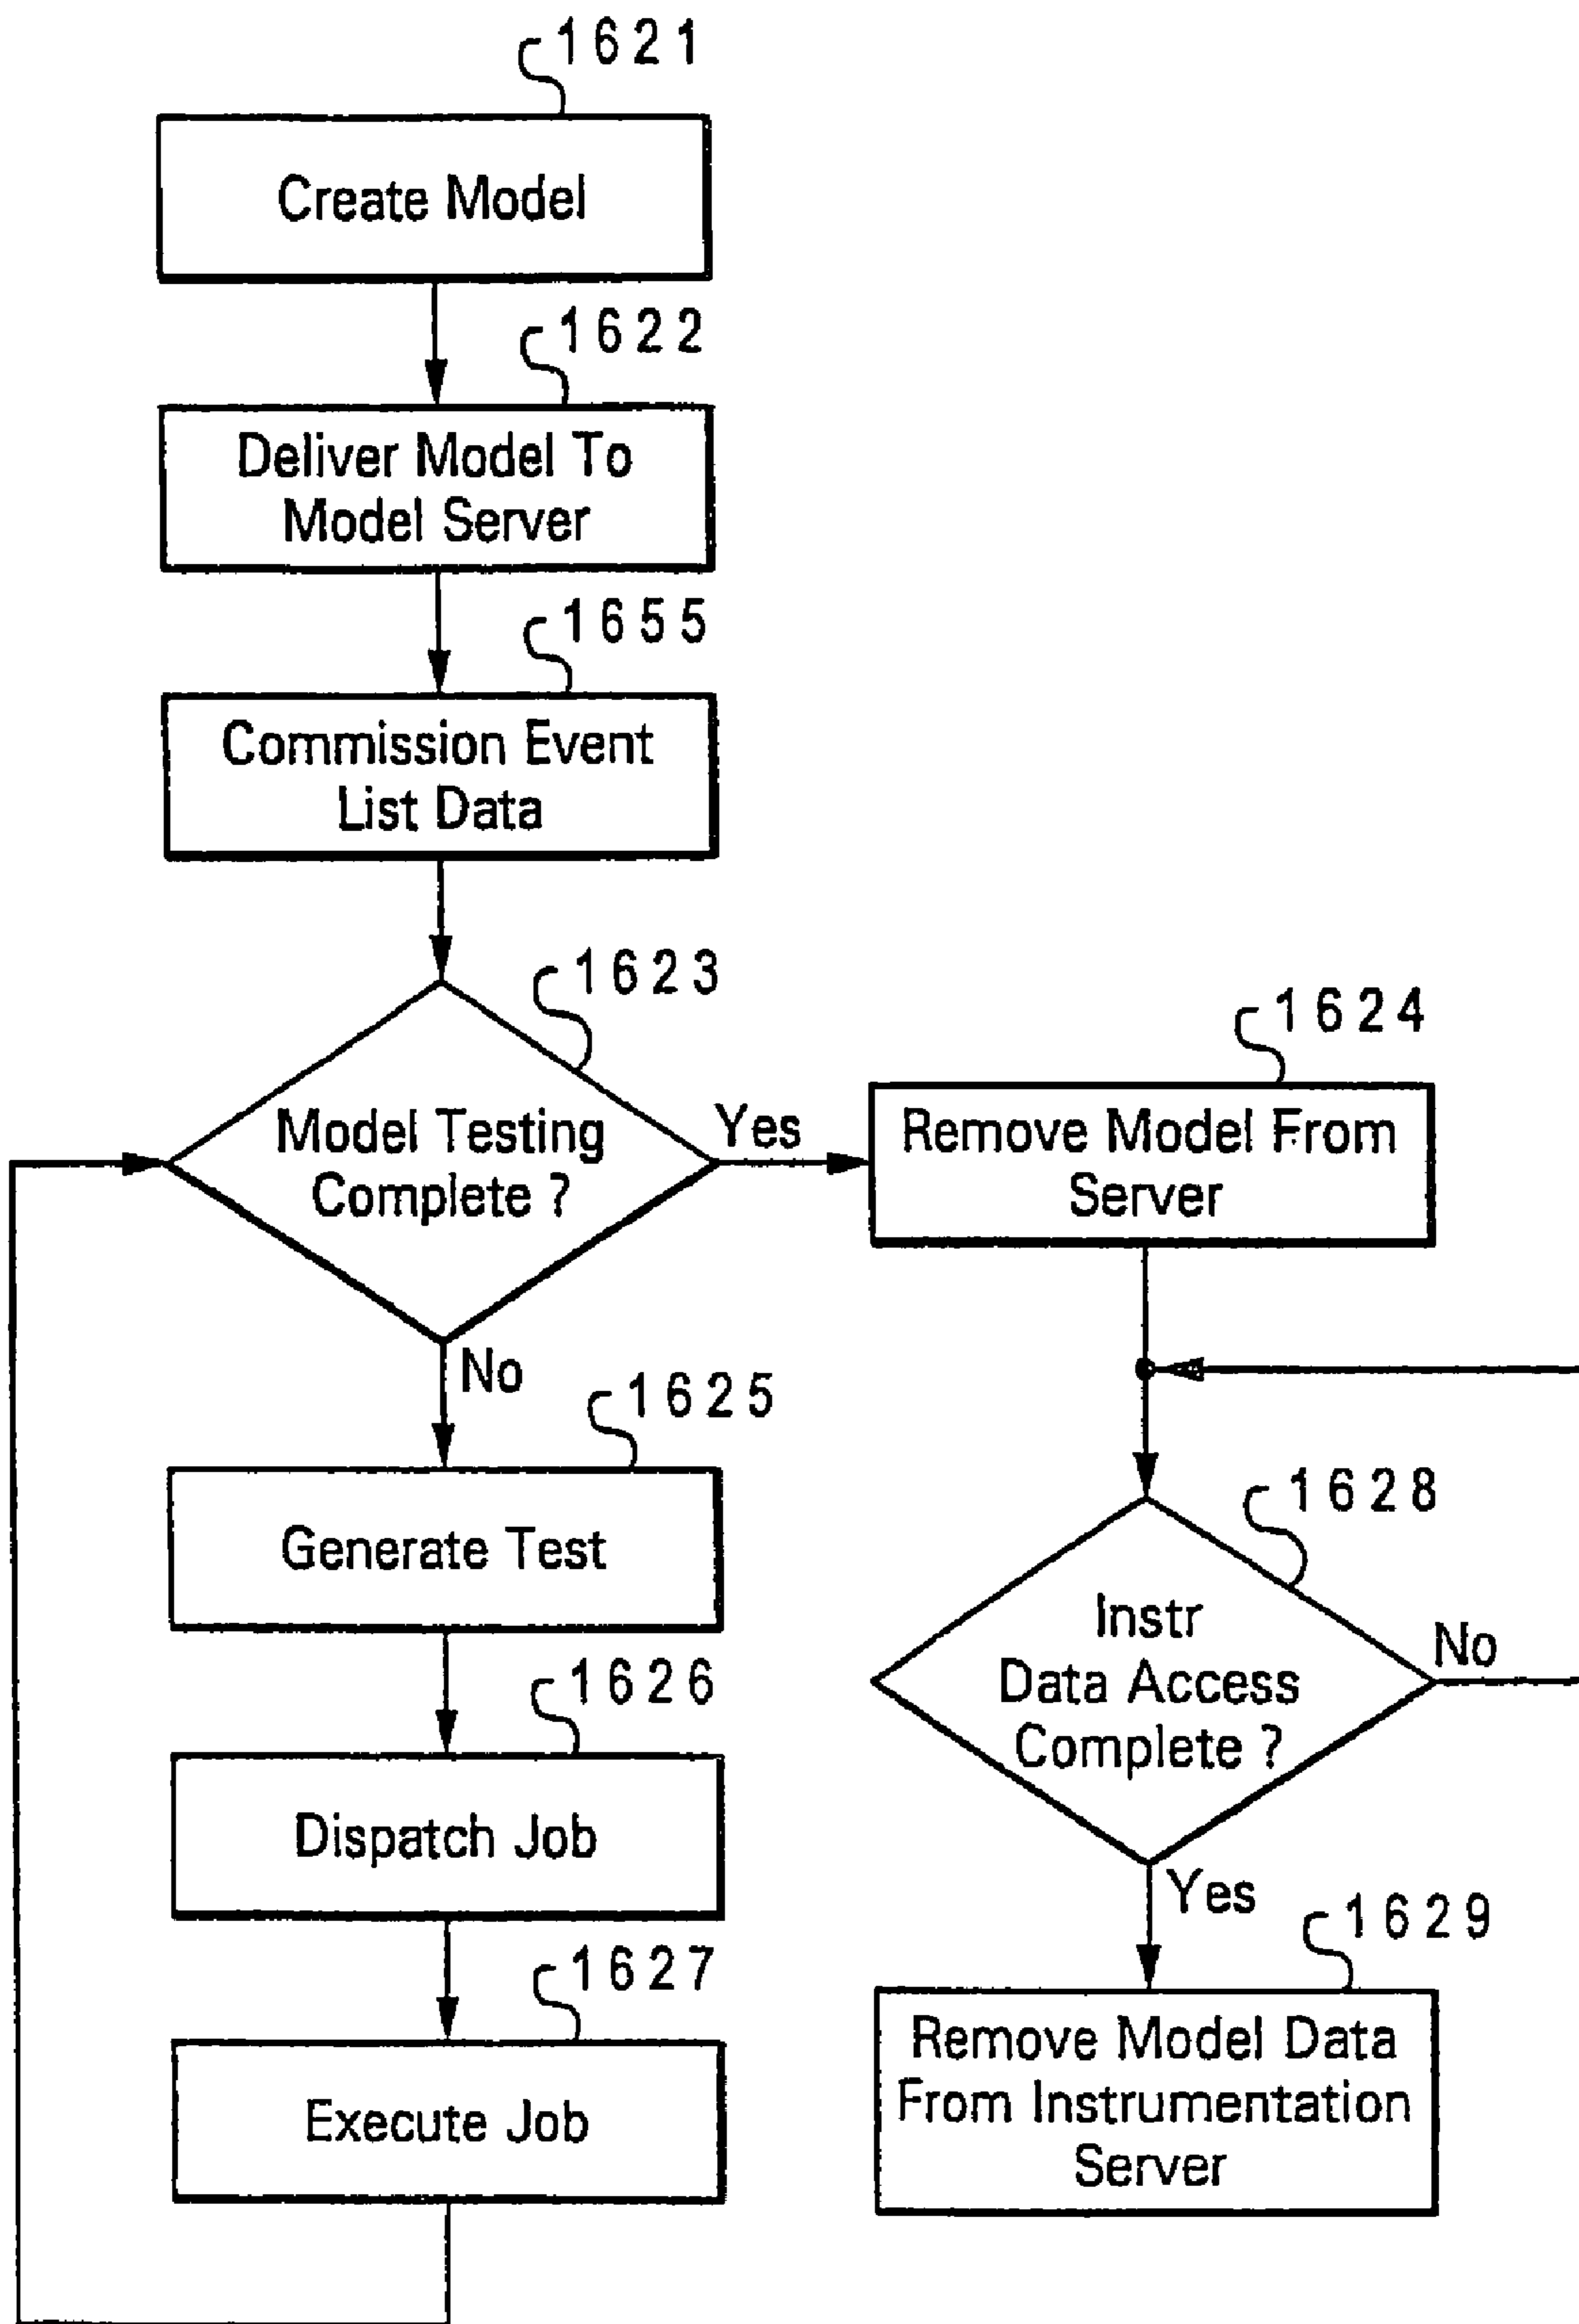 1621
Create Model
1622
Deliver Model To
Model Server
1655
Commission Event
List Data
1623
Model Testing
Complete ?
Yes
No
1624
Remove Model From
Server
1625
Generate Test
1626
Dispatch Job
1627
Execute Job
1628
Instr
Data Access
Complete ?
No
Yes
1629
Remove Model Data
From Instrumentation
Server